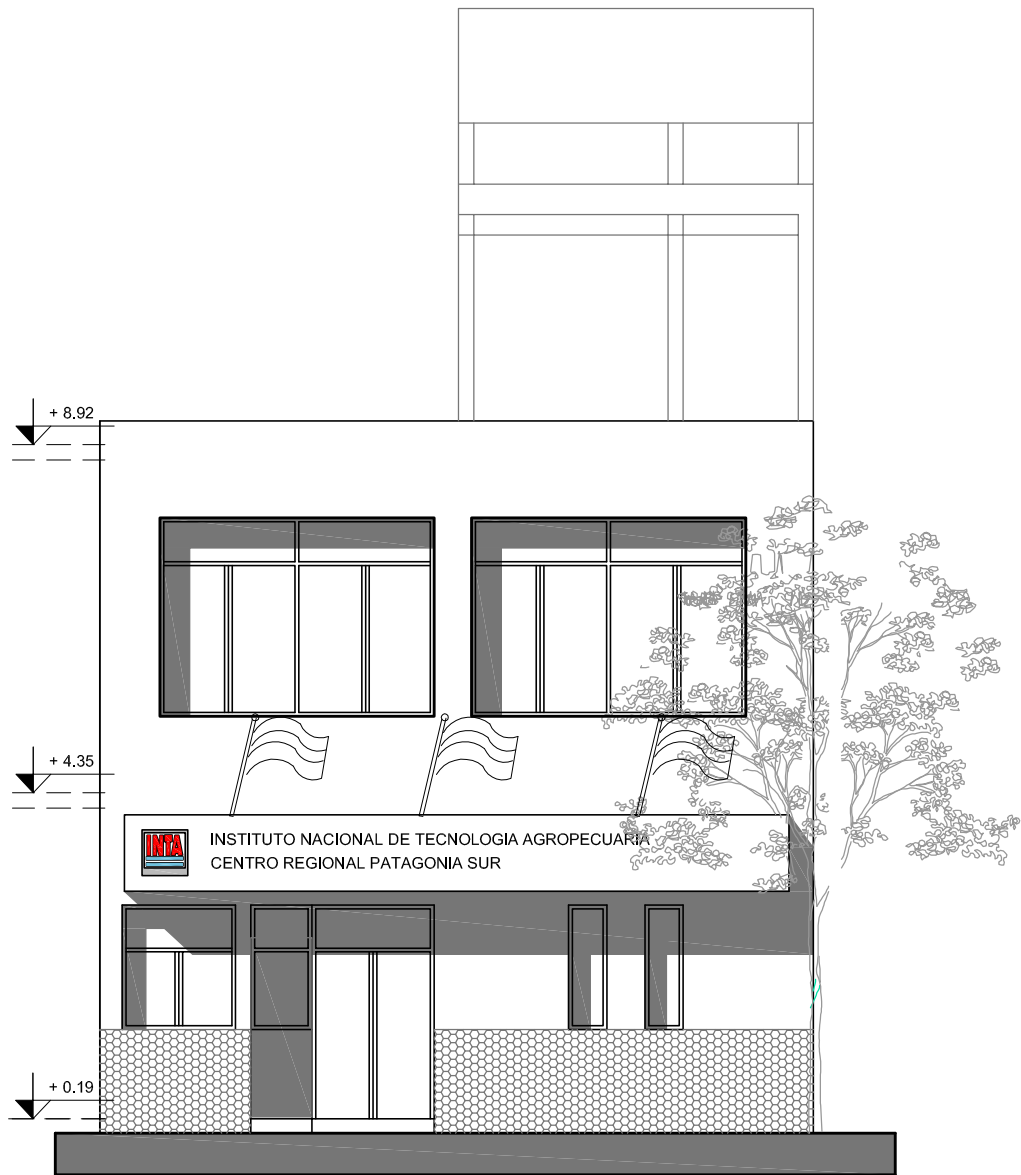 + 8.92
+ 4.35
INTA
INSTITUTO NACIONAL DE TECNOLOGIA AGROPECUARIA
CENTRO REGIONAL PATAGONIA SUR
+ 0.19